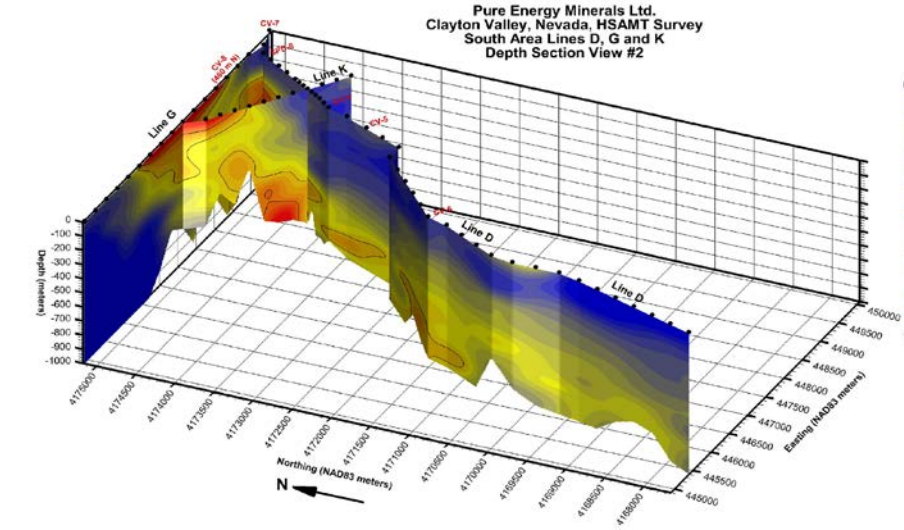 Pure Energy Minerals Ltd.
Clayton Valley, Nevada, HSAMT Survey
South Area Lines D, G and K
Depth Section View #2
CV-7
CV-8
(460 m N)
Line K
Line G
CV-5
Line D
Line D
0
-100
-200
-300
-400
-500
-600
-700
-800
-900
-1000
Depth (meters)
4175000
4174500
4174000
4173500
4173000
4172500
4172000
4171500
4171000
4170500
4170000
4169500
4169000
4168500
4168000
Northing (NAD83 meters)
N
450000
449500
449000
448500
448000
447500
447000
446500
446000
445500
445000
Easting (NAD83 meters)